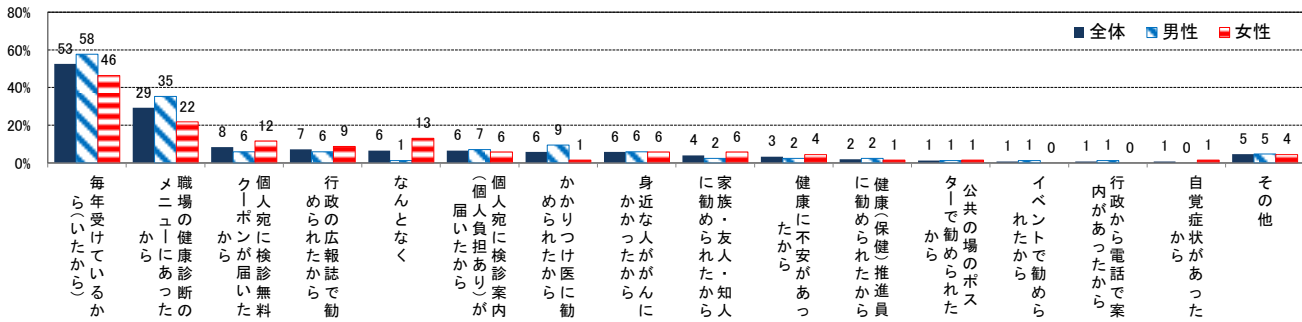 80%
60%
40%
20%
0%
全体 男性 女性
53 58 46
29 35 22
8 6 12
7 6 9
6 1 13
6 7 6
6 9 1
6 6 6
4 2 6
3 2 4
2 2 1
1 1 1
1 1 0
1 1 0
1 0 1
5 5 4
毎年受けているか
ら(いたから)
職場の健康診断の
メニューにあった
から
個人宛に検診無料
クーポンが届いた
から
行政の広報誌で勧
められたから
なんとなく
個人宛に検診案内
(個人負担あり)が
届いたから
かかりつけ医に勧
められたから
身近な人ががんに
かかったから
家族・友人・知人
に勧められたから
健康に不安があっ
たから
健康(保健)推進員
に勧められたから
公共の場のポス
ターで勧められた
から
イベントで勧めら
れたから
行政から電話で案
内があったから
自覚症状があった
から
その他